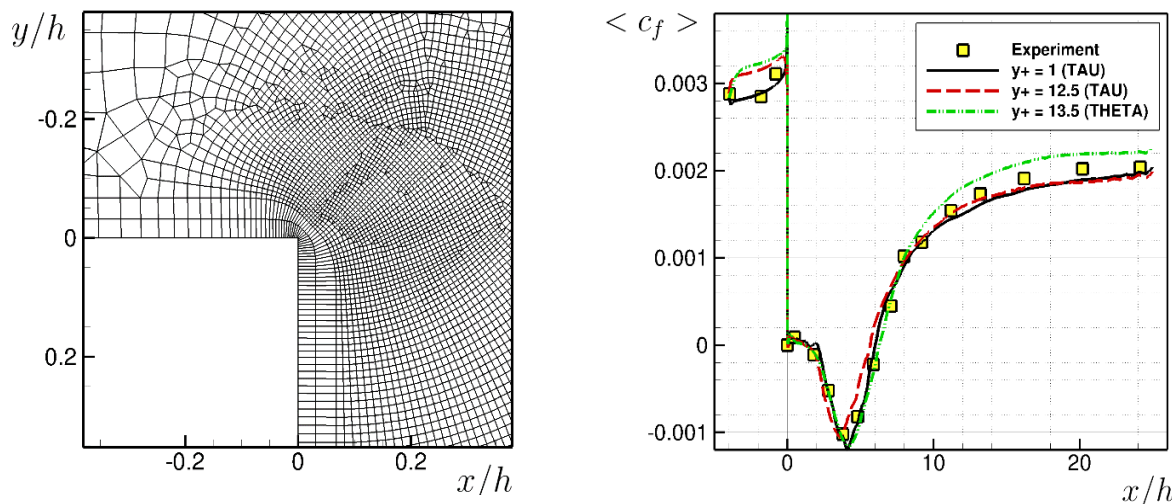 y/h
-0.2
0
0.2
-0.2
0
0.2
x/h
< c_f >
0.003
0.002
0.001
0
-0.001
0
10
20
x/h
Experiment
y+ = 1 (TAU)
y+ = 12.5 (TAU)
y+ = 13.5 (THETA)